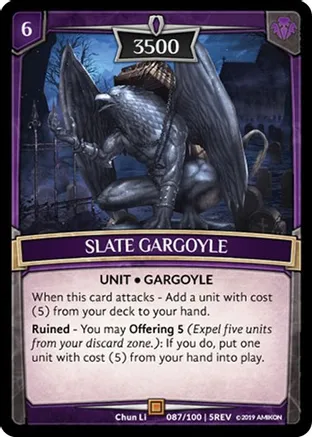 6
3500
SLATE GARGOYLE
UNIT • GARGOYLE
When this card attacks - Add a unit with cost
(5) from your deck to your hand.
Ruined - You may Offering 5 (Expel five units
from your discard zone.): If you do, put one
unit with cost (5) from your hand into play.
Chun Li 087/100 | 5REV ©2019 AMIKON